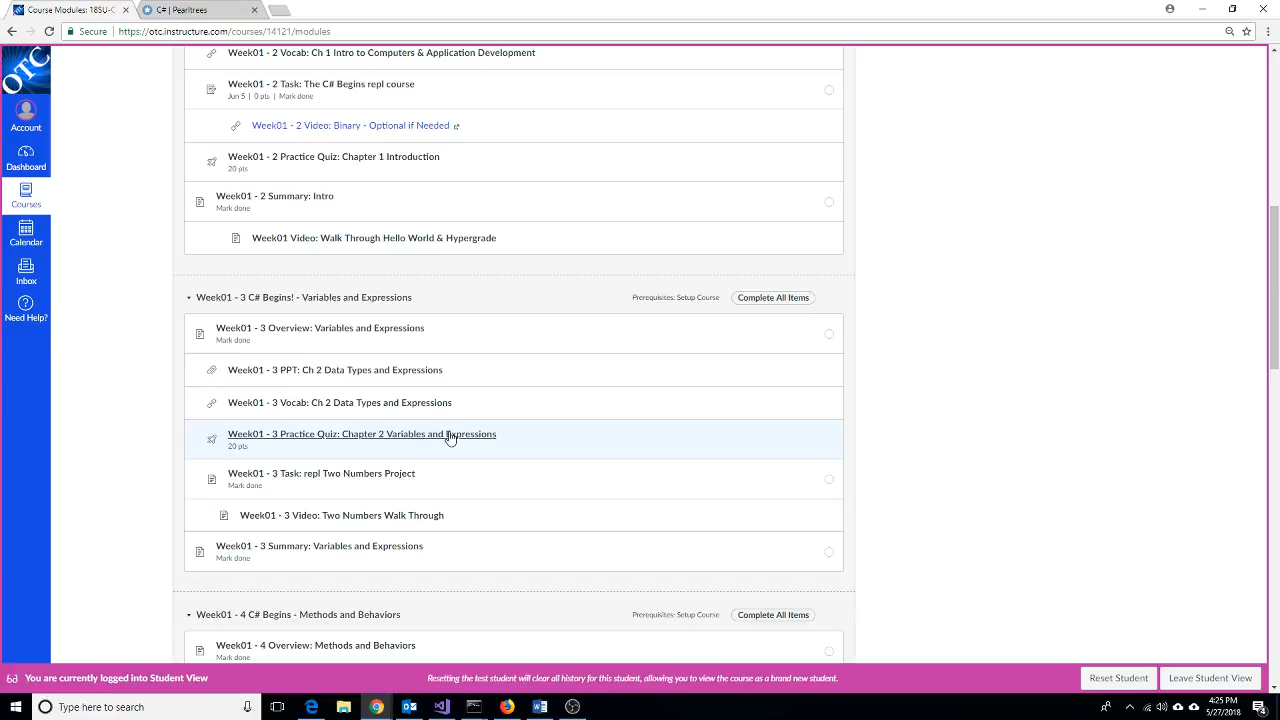 Course Modules: 18SU-C
C# | Pearltrees
Secure
https://otc.instructure.com/courses/14121/modules
OTC
Account
Dashboard
Courses
Calendar
Inbox
Need Help?
Week01 - 2 Vocab: Ch 1 Intro to Computers & Application Development
Week01 - 2 Task: The C# Begins repl course
Jun 5 | 0 pts | Mark done
Week01 - 2 Video: Binary - Optional if Needed
Week01 - 2 Practice Quiz: Chapter 1 Introduction
20 pts
Week01 - 2 Summary: Intro
Mark done
Week01 Video: Walk Through Hello World & Hypergrade
Week01 - 3 C# Begins! - Variables and Expressions
Prerequisites: Setup Course
Complete All Items
Week01 - 3 Overview: Variables and Expressions
Mark done
Week01 - 3 PPT: Ch 2 Data Types and Expressions
Week01 - 3 Vocab: Ch 2 Data Types and Expressions
Week01 - 3 Practice Quiz: Chapter 2 Variables and Expressions
20 pts
Week01 - 3 Task: repl Two Numbers Project
Mark done
Week01 - 3 Video: Two Numbers Walk Through
Week01 - 3 Summary: Variables and Expressions
Mark done
Week01 - 4 C# Begins - Methods and Behaviors
Prerequisites: Setup Course
Complete All Items
Week01 - 4 Overview: Methods and Behaviors
Mark done
You are currently logged into Student View
Resetting the test student will clear all history for this student, allowing you to view the course as a brand new student.
Reset Student
Leave Student View
Type here to search
4:25 PM
5/27/2018